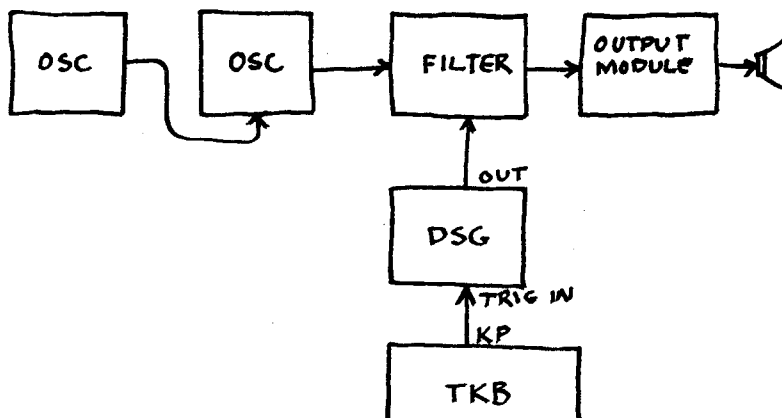 OSC
OSC
FILTER
OUTPUT
MODULE
OUT
DSG
TRIG IN
KP
TKB